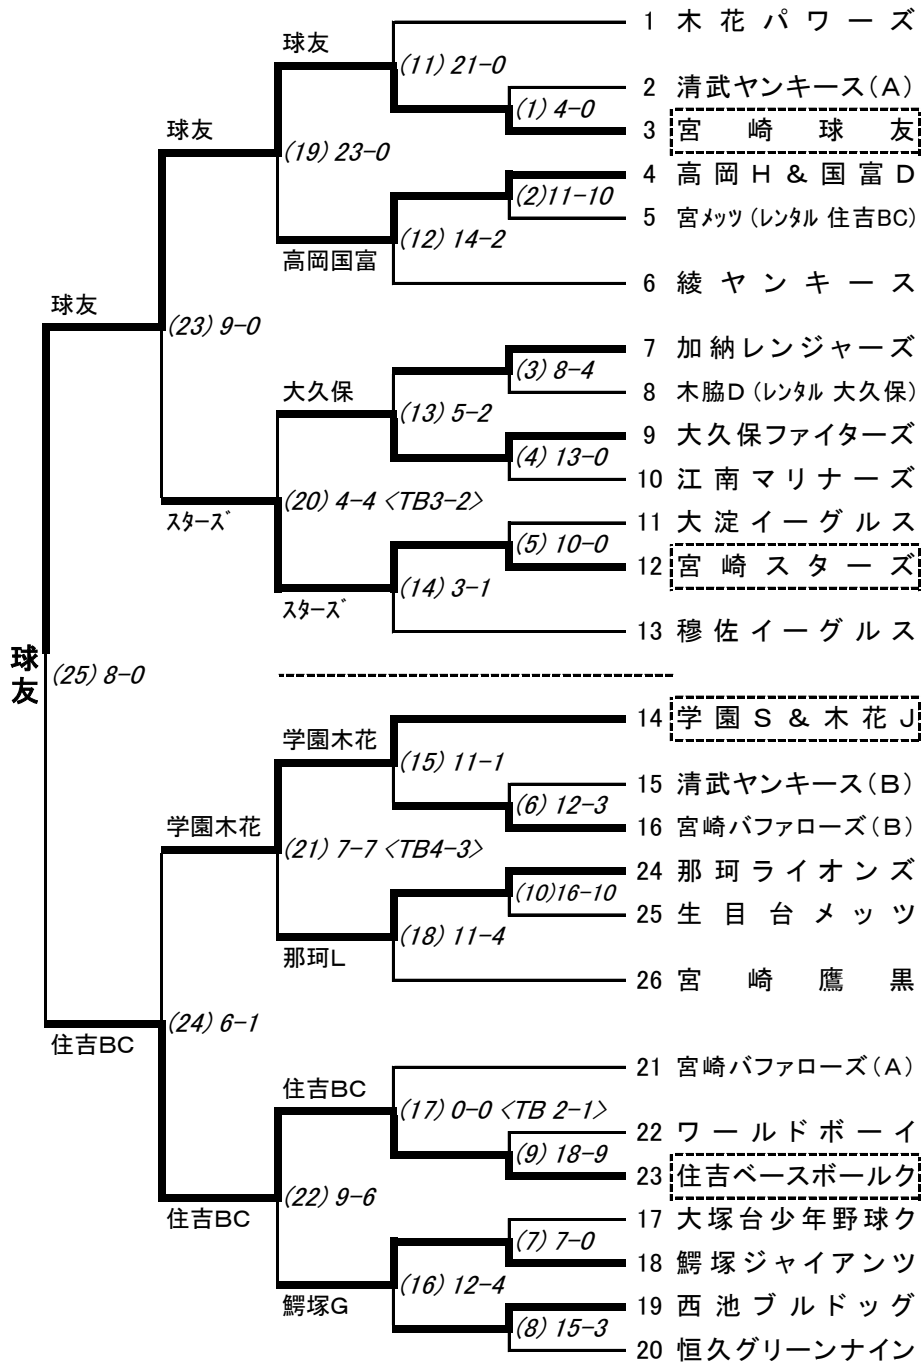 1 木花パワーズ
球友
(11) 21-0
2 清武ヤンキース(A)
(1) 4-0
3 宮崎球友
球友
(19) 23-0
4 高岡H&国富D
(2)11-10
5 宮メッツ(レンタル 住吉BC)
(12) 14-2
高岡国富
6 綾ヤンキース
球友
(23) 9-0
7 加納レンジャーズ
(3) 8-4
大久保
8 木脇D(レンタル 大久保)
(13) 5-2
9 大久保ファイターズ
(4) 13-0
10 江南マリナーズ
(20) 4-4 <TB3-2>
スターズ
11 大淀イーグルス
(5) 10-0
12 宮崎スターズ
(14) 3-1
スターズ
13 穆佐イーグルス
球友
(25) 8-0
14 学園S&木花J
学園木花
(15) 11-1
15 清武ヤンキース(B)
(6) 12-3
学園木花
16 宮崎バファローズ(B)
(21) 7-7 <TB4-3>
24 那珂ライオンズ
(10)16-10
25 生目台メッツ
(18) 11-4
那珂L
26 宮崎鷹黒
(24) 6-1
住吉BC
21 宮崎バファローズ(A)
住吉BC
(17) 0-0 <TB 2-1>
22 ワールドボーイ
(9) 18-9
23 住吉ベースボールク
(22) 9-6
住吉BC
17 大塚台少年野球ク
(7) 7-0
18 鰐塚ジャイアンツ
(16) 12-4
鰐塚G
19 西池ブルドッグ
(8) 15-3
20 恒久グリーンナイン